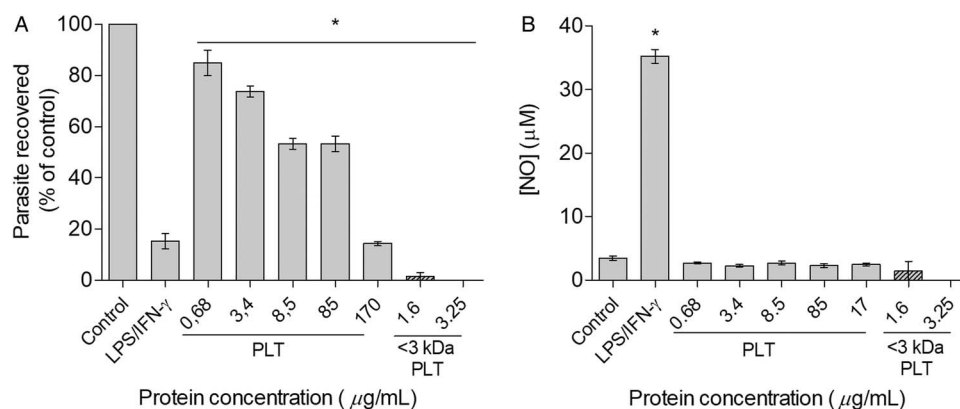 A
Parasite recovered
(% of control)
100
80
60
40
20
0
*
Control
LPS/IFN-γ
0,68
3,4
8,5
85
170
1.6
3.25
PLT
<3 kDa
PLT
Protein concentration ( μg/mL)
B
[NO] (μM)
40
30
20
10
0
*
Control
LPS/IFN-γ
0.68
3.4
8.5
85
17
1.6
3.25
PLT
<3 kDa
PLT
Protein concentration ( μg/mL)